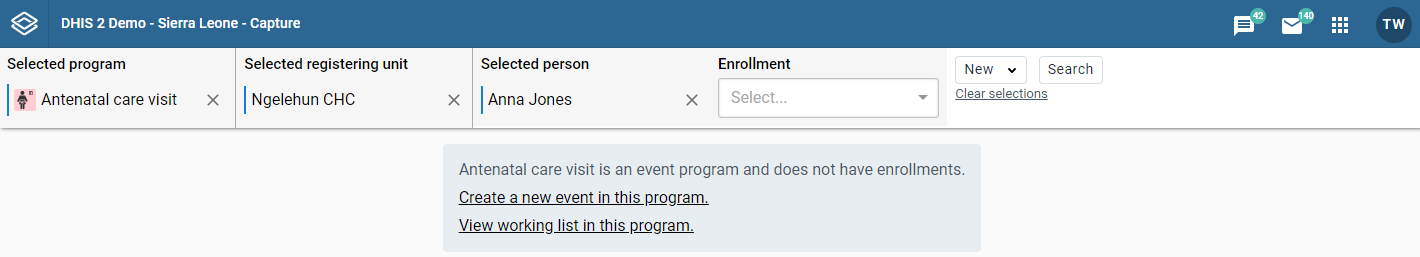 DHIS 2 Demo - Sierra Leone - Capture
42
140
TW
Selected program
Selected registering unit
Selected person
Enrollment
New
Search
Antenatal care visit
Ngelehun CHC
Anna Jones
Select...
Clear selections
Antenatal care visit is an event program and does not have enrollments.
Create a new event in this program.
View working list in this program.